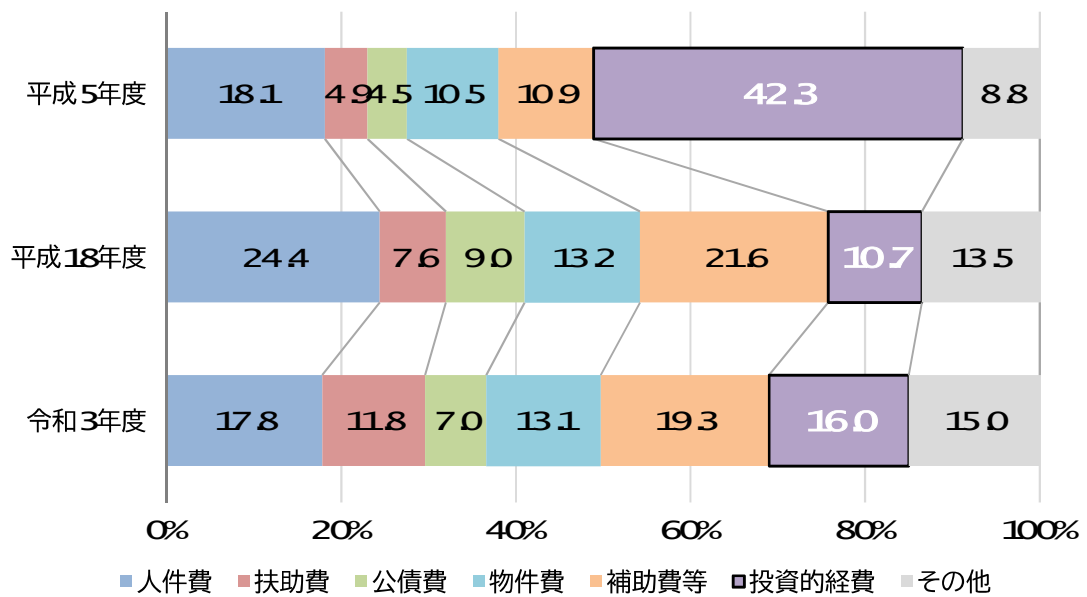 平成5年度 18.1 4.9 4.5 10.5 10.9 42.3 8.8
平成18年度 24.4 7.6 9.0 13.2 21.6 10.7 13.5
令和3年度 17.8 11.8 7.0 13.1 19.3 16.0 15.0
0% 20% 40% 60% 80% 100%
人件費 扶助費 公債費 物件費 補助費等 投資的経費 その他